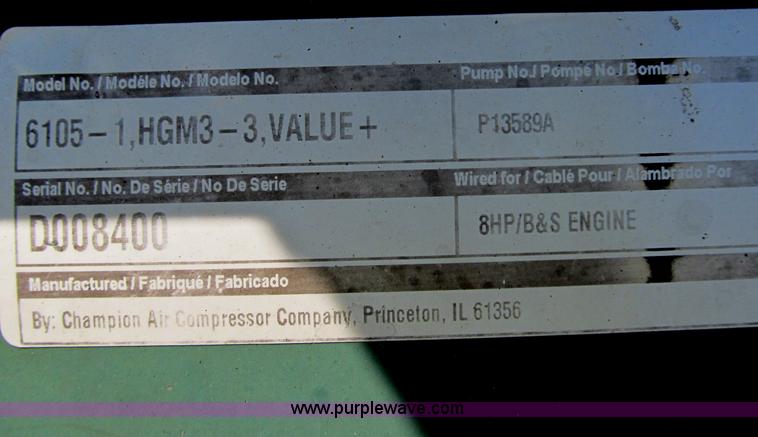 Model No. / Modéle No. / Modelo No.
Pump No./ Pompe No./ Bomba No.
6105-1,HGM3-3,VALUE+
P13589A
Serial No. / No. De Série / No De Serie
Wired for / Cablé Pour / Alambrado Por
D008400
8HP/B&S ENGINE
Manufactured / Fabriqué / Fabricado
By: Champion Air Compressor Company, Princeton, IL 61356
www.purplewave.com